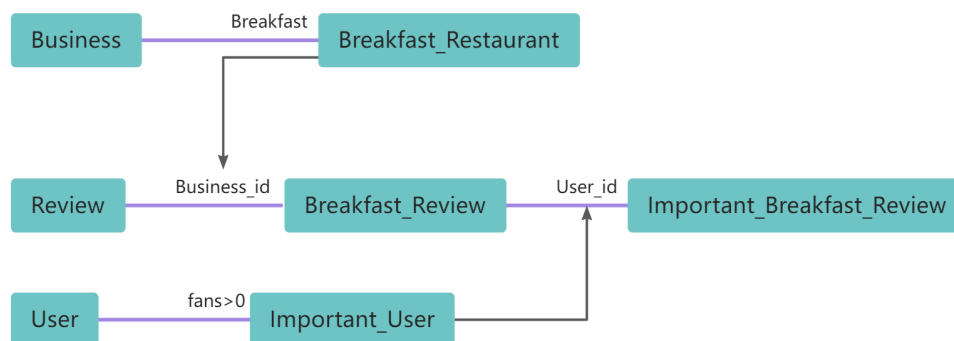 Breakfast
Business
Breakfast_Restaurant
Business_id
User_id
Review
Breakfast_Review
Important_Breakfast_Review
fans>0
User
Important_User